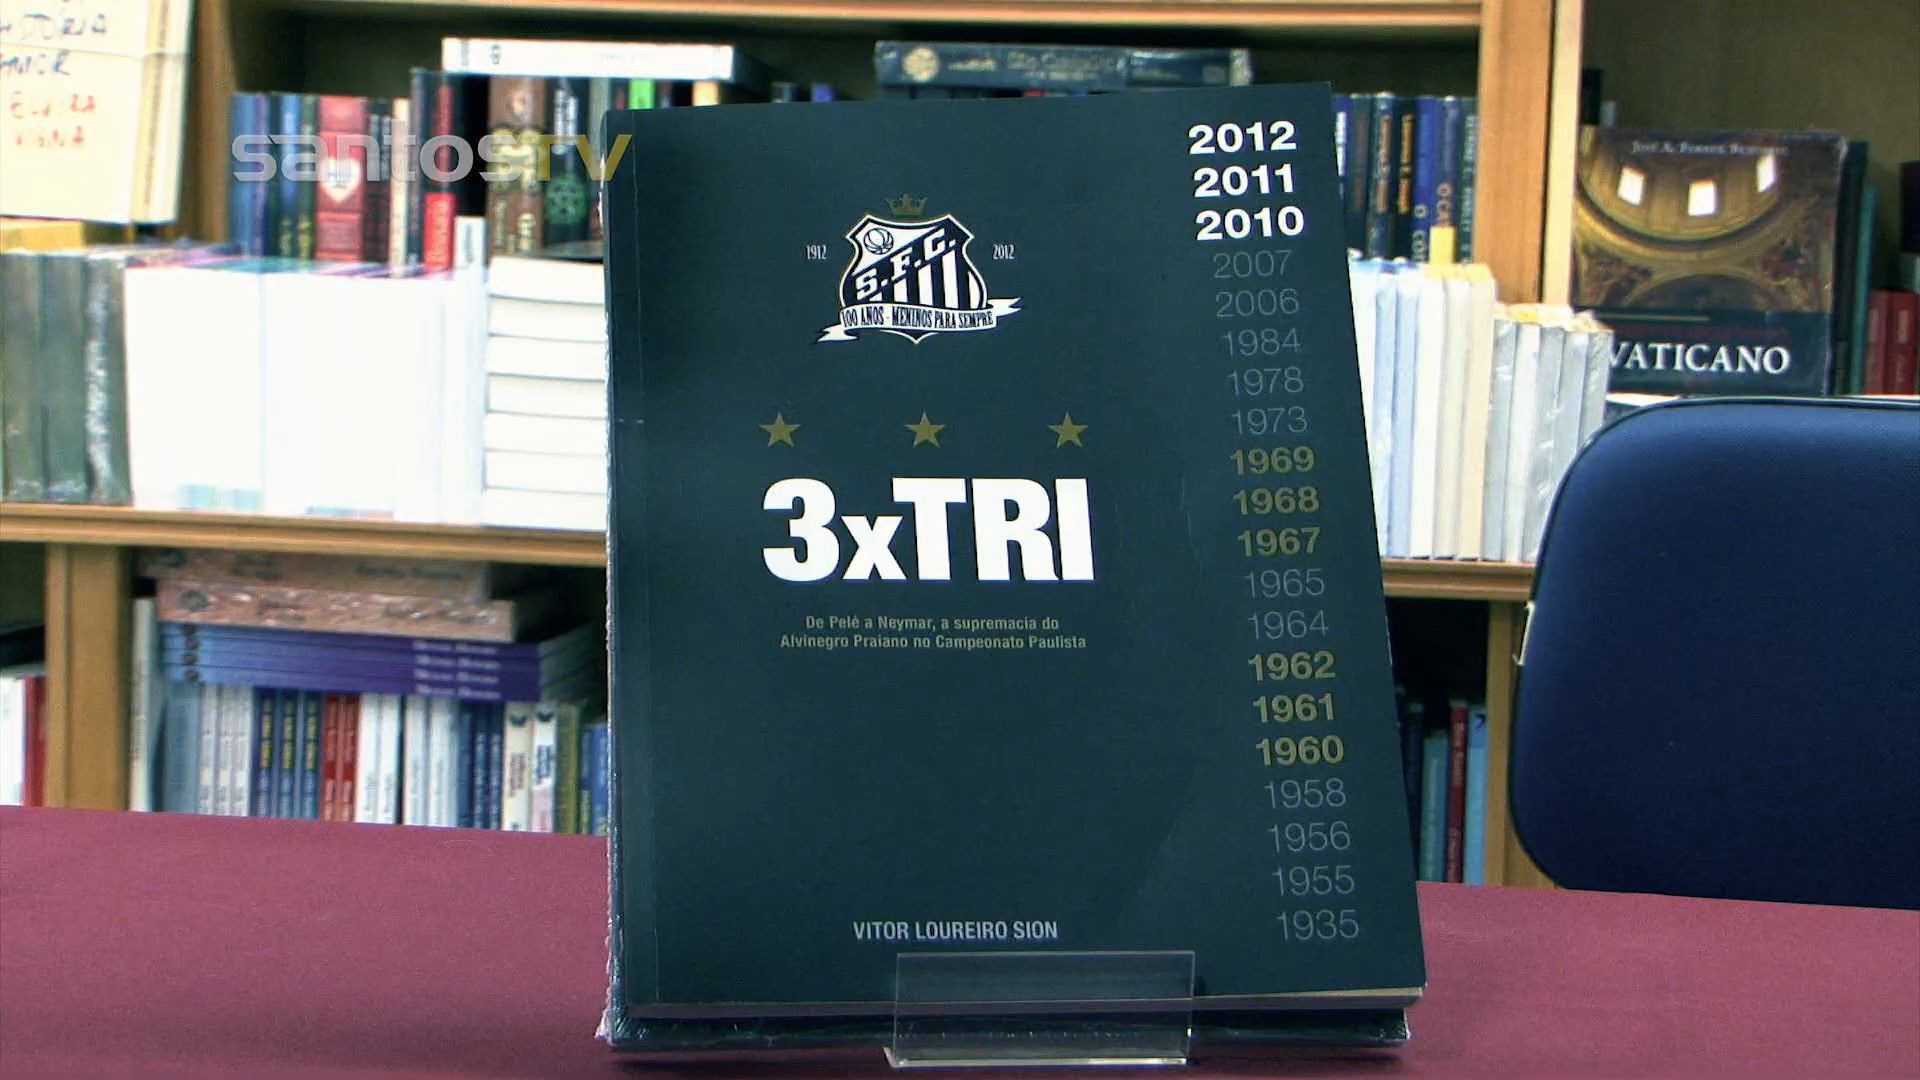 santosTV
2012
2011
2010
2007
2006
1984
1978
1973
1969
1968
1967
1965
1964
1962
1961
1960
1958
1956
1955
1935
1912
2012
S.F.C.
100 ANOS - MENINOS PARA SEMPRE
3xTRI
De Pelé a Neymar, a supremacia do
Alvinegro Praiano no Campeonato Paulista
VITOR LOUREIRO SION
VATICANO
ELVIRA